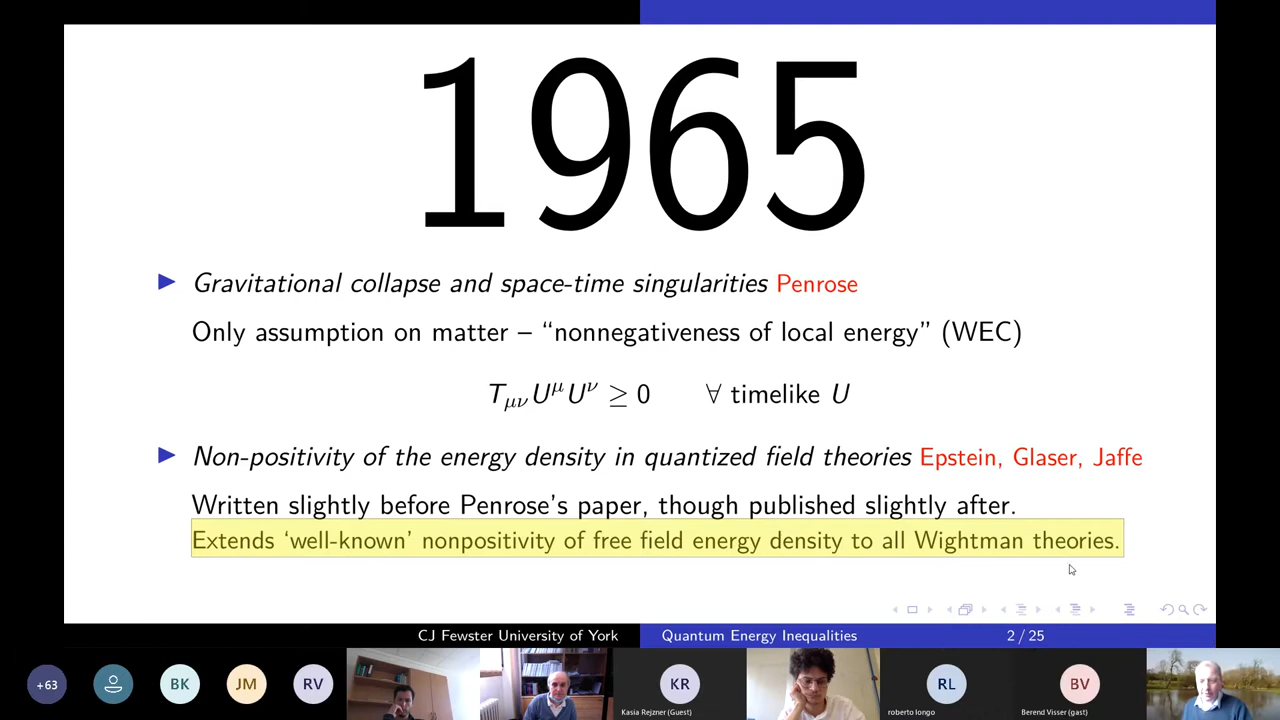 1965
▶ Gravitational collapse and space-time singularities Penrose
Only assumption on matter – “nonnegativeness of local energy” (WEC)
TμνU^μU^ν ≥ 0 ∀ timelike U
▶ Non-positivity of the energy density in quantized field theories Epstein, Glaser, Jaffe
Written slightly before Penrose’s paper, though published slightly after.
Extends ‘well-known’ nonpositivity of free field energy density to all Wightman theories.
CJ Fewster University of York Quantum Energy Inequalities 2 / 25
+63 BK JM RV KR RL BV
Kasia Rejzner (Guest) roberto longo Berend Visser (gast)